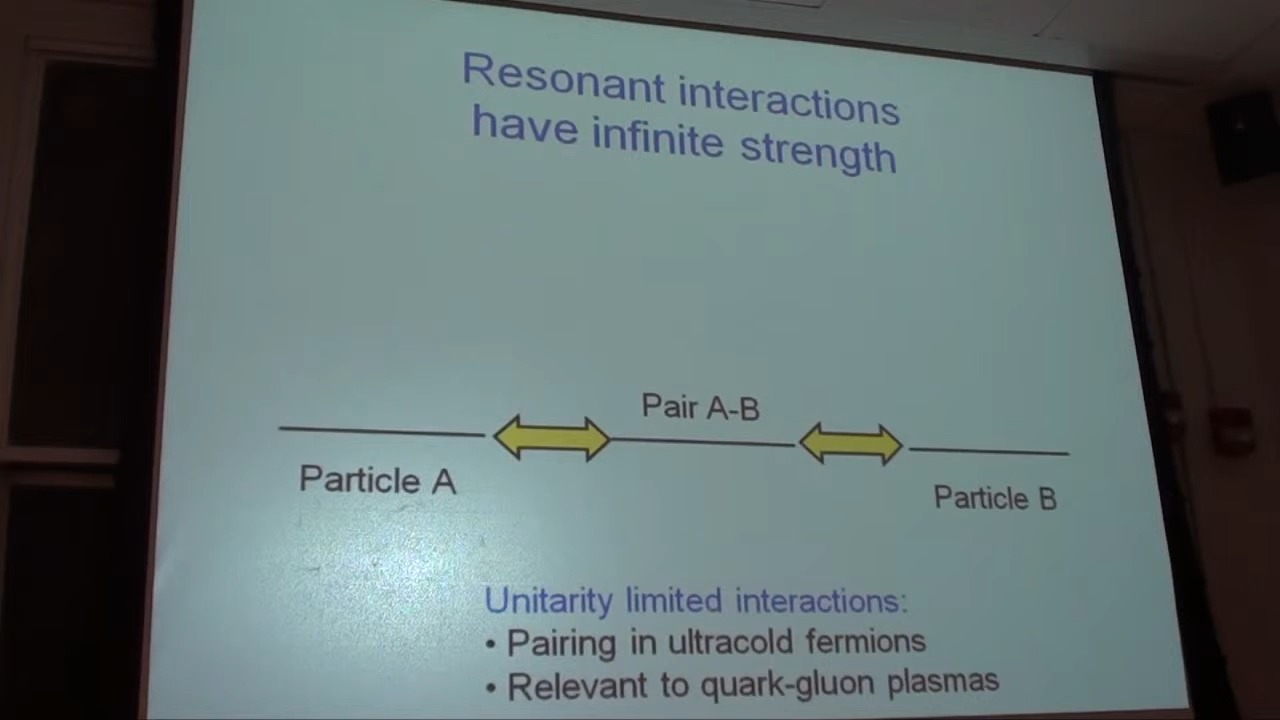 Resonant interactions
have infinite strength
Pair A-B
Particle A
Particle B
Unitarity limited interactions:
• Pairing in ultracold fermions
• Relevant to quark-gluon plasmas